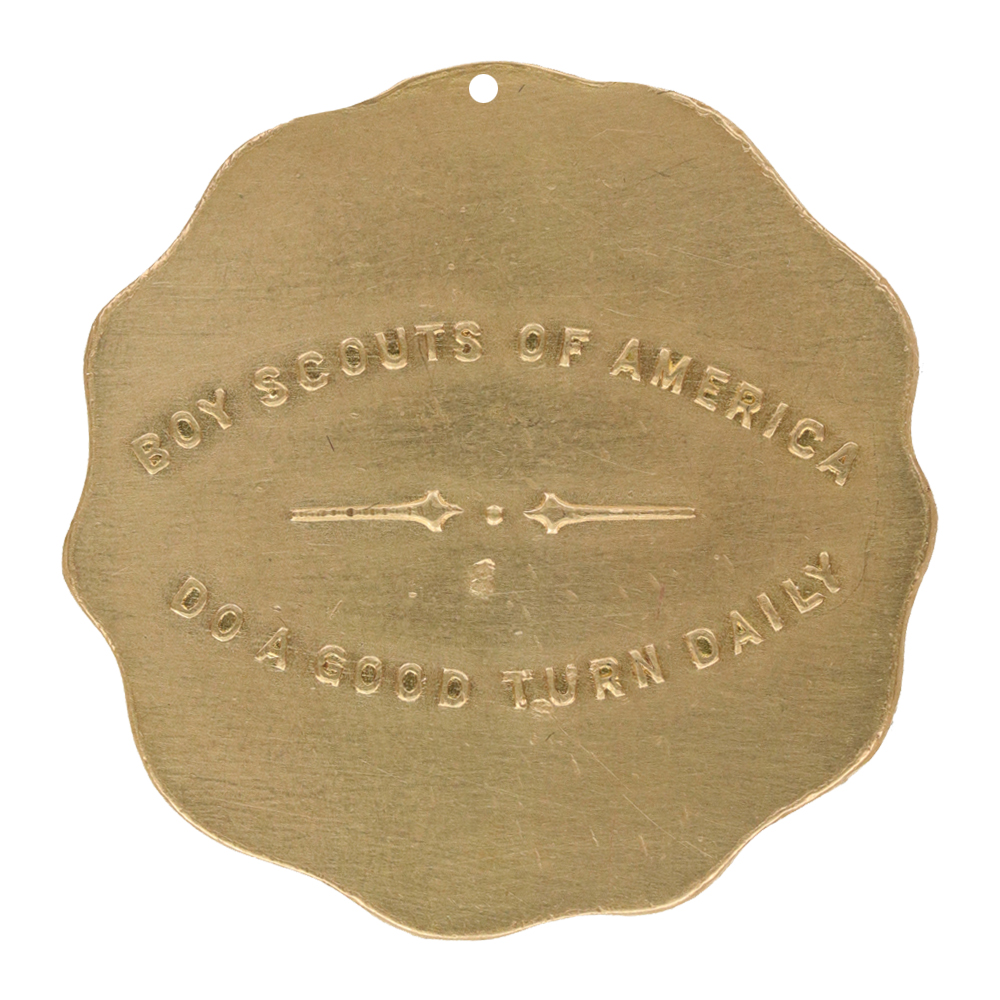 BOY SCOUTS OF AMERICA
DO A GOOD TURN DAILY